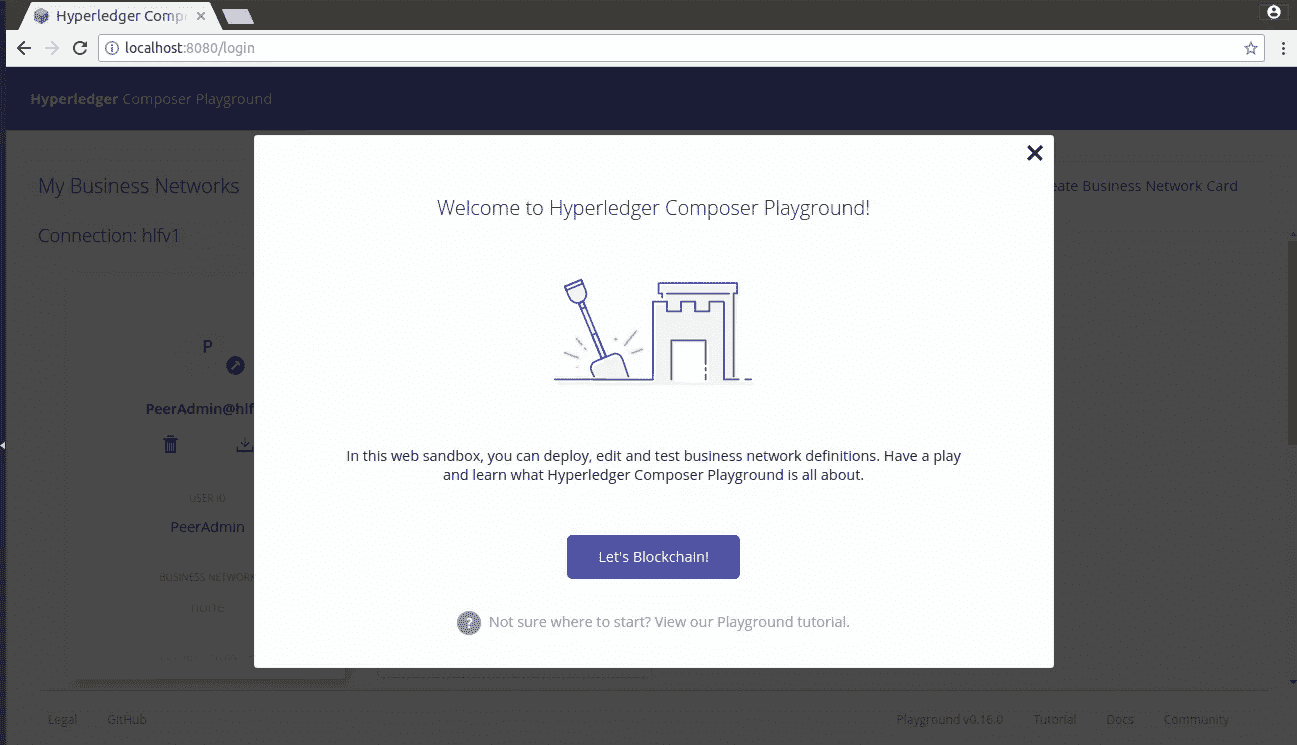 Hyperledger Comp
localhost:8080/login
Hyperledger Composer Playground
My Business Networks
eate Business Network Card
Connection: hlfv1
Welcome to Hyperledger Composer Playground!
P
PeerAdmin@hlf
In this web sandbox, you can deploy, edit and test business network definitions. Have a play
and learn what Hyperledger Composer Playground is all about.
USER ID
PeerAdmin
Let's Blockchain!
BUSINESS NETWORK
none
? Not sure where to start? View our Playground tutorial.
Legal GitHub Playground v0.16.0 Tutorial Docs Community